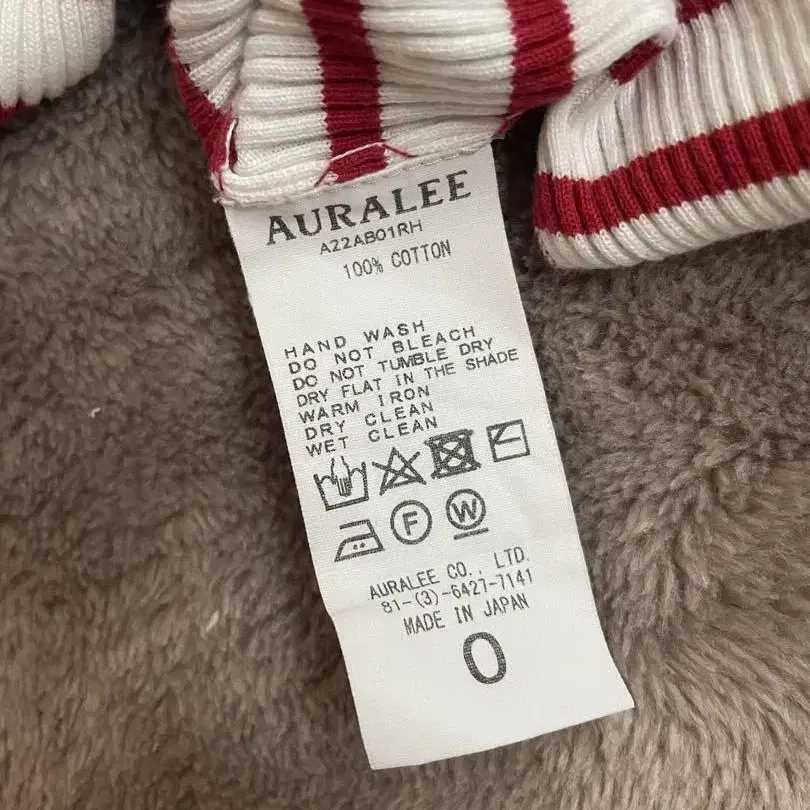 AURALEE
A22AB01RH
100% COTTON
HAND WASH
DO NOT BLEACH
DO NOT TUMBLE DRY
DRY FLAT IN THE SHADE
WARM IRON
DRY CLEAN
WET CLEAN
F W
AURALEE CO., LTD.
81-(3)-6427-7141
MADE IN JAPAN
0